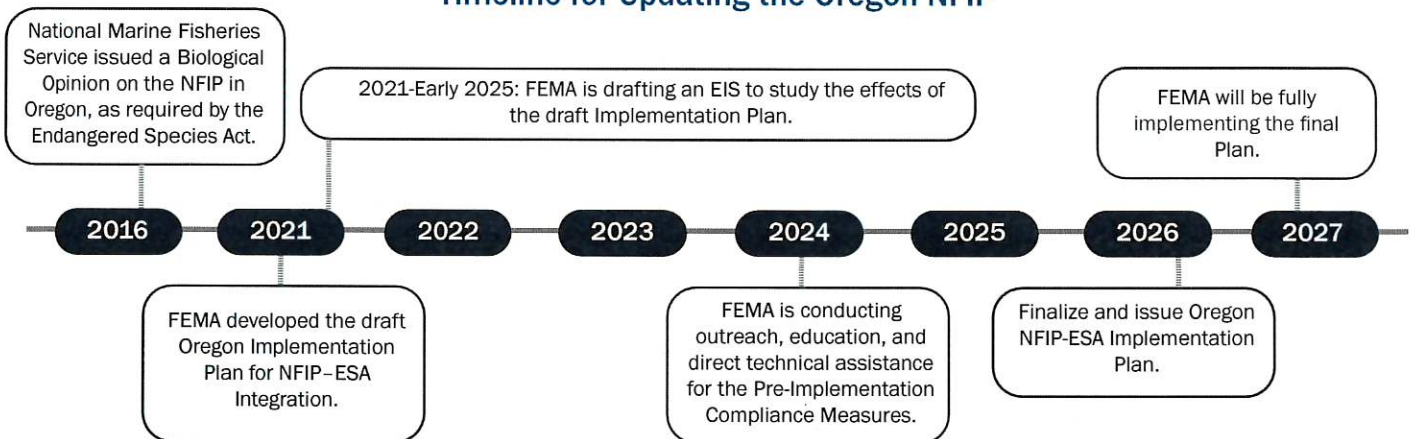 Timeline for Updating the Oregon NFIP
National Marine Fisheries
Service issued a Biological
Opinion on the NFIP in
Oregon, as required by the
Endangered Species Act.
2021-Early 2025: FEMA is drafting an EIS to study the effects of
the draft Implementation Plan.
FEMA will be fully
implementing the final
Plan.
2016
2021
2022
2023
2024
2025
2026
2027
FEMA developed the draft
Oregon Implementation
Plan for NFIP–ESA
Integration.
FEMA is conducting
outreach, education, and
direct technical assistance
for the Pre-Implementation
Compliance Measures.
Finalize and issue Oregon
NFIP-ESA Implementation
Plan.